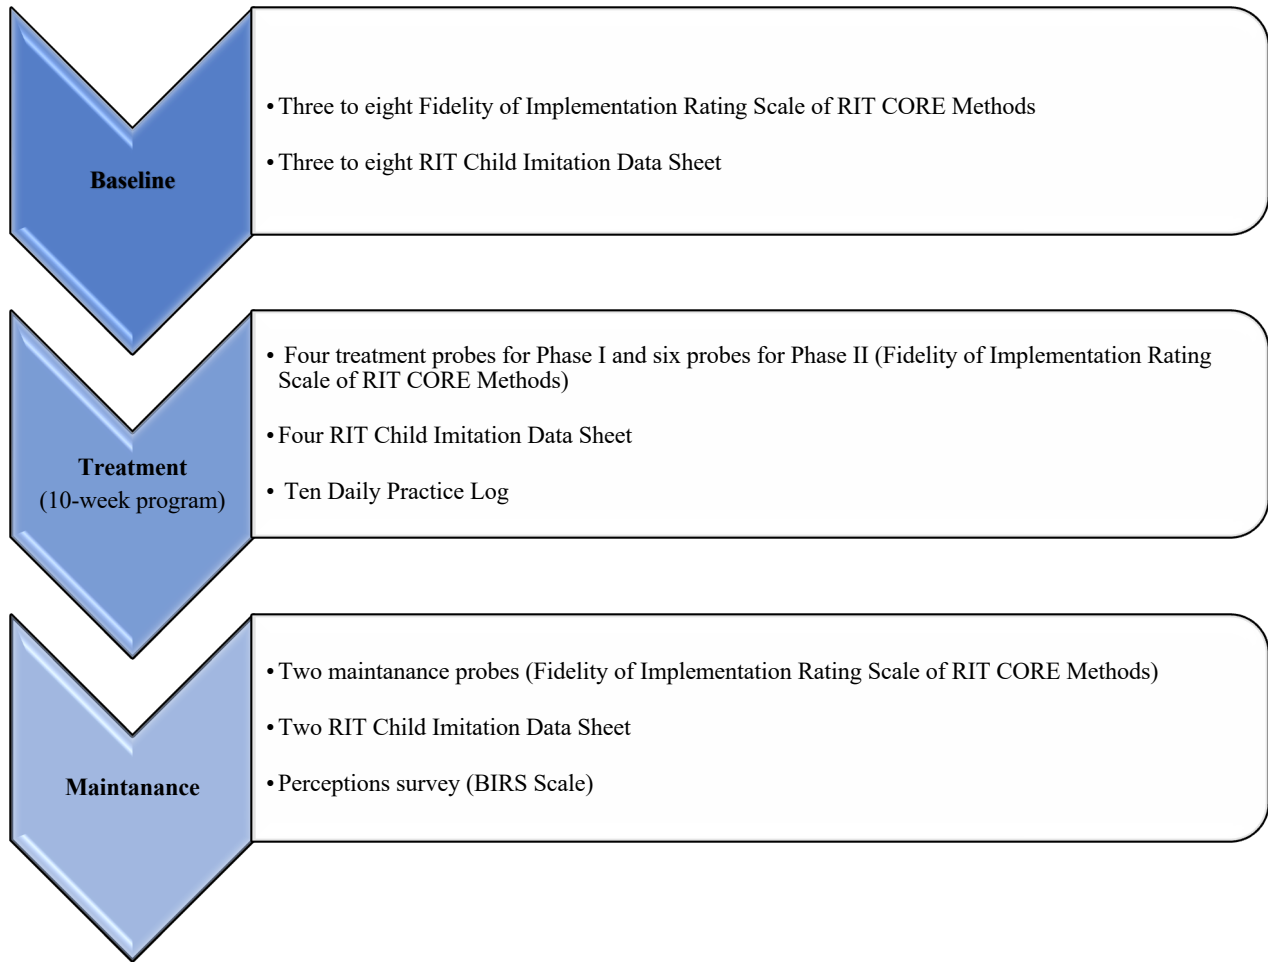 Baseline
• Three to eight Fidelity of Implementation Rating Scale of RIT CORE Methods
• Three to eight RIT Child Imitation Data Sheet
Treatment
(10-week program)
• Four treatment probes for Phase I and six probes for Phase II (Fidelity of Implementation Rating
Scale of RIT CORE Methods)
• Four RIT Child Imitation Data Sheet
• Ten Daily Practice Log
Maintanance
• Two maintanance probes (Fidelity of Implementation Rating Scale of RIT CORE Methods)
• Two RIT Child Imitation Data Sheet
• Perceptions survey (BIRS Scale)